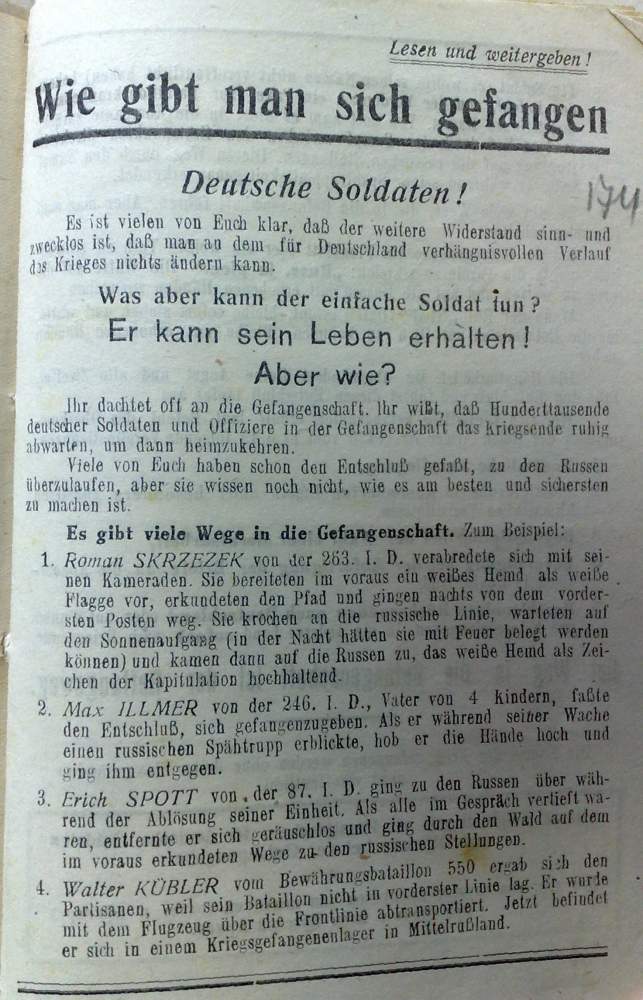 Lesen und weitergeben!
Wie gibt man sich gefangen
Deutsche Soldaten!
174
Es ist vielen von Euch klar, daß der weitere Widerstand sinn- und
zwecklos ist, daß man an dem für Deutschland verhängnisvollen Verlauf
das Krieges nichts ändern kann.
Was aber kann der einfache Soldat tun?
Er kann sein Leben erhalten!
Aber wie?
Ihr dachtet oft an die Gefangenschaft. Ihr wißt, daß Hunderttausende
deutscher Soldaten und Offiziere in der Gefangenschaft das Kriegsende ruhig
abwarten, um dann heimzukehren.
Viele von Euch haben schon den Entschluß gefaßt, zu den Russen
überzulaufen, aber sie wissen noch nicht, wie es am besten und sichersten
zu machen ist.
Es gibt viele Wege in die Gefangenschaft. Zum Beispiel:
1. Roman SKRZEZEK von der 263. I. D. verabredete sich mit sei-
nen Kameraden. Sie bereiteten im voraus ein weißes Hemd als weiße
Flagge vor, erkundeten den Pfad und gingen nachts von dem vorder-
sten Posten weg. Sie krochen an die russische Linie, warteten auf
den Sonnenaufgang (in der Nacht hätten sie mit Feuer belegt werden
können) und kamen dann auf die Russen zu, das weiße Hemd als Zei-
chen der Kapitulation hochhaltend.
2. Max ILLMER von der 246. I. D., Vater von 4 Kindern, faßte
den Entschluß, sich gefangenzugeben. Als er während seiner Wache
einen russischen Spähtrupp erblickte, hob er die Hände hoch und
ging ihm entgegen.
3. Erich SPOTT von der 87. I. D. ging zu den Russen über wäh-
rend der Ablösung seiner Einheit. Als alle im Gespräch vertieft wa-
ren, entfernte er sich geräuschlos und ging durch den Wald auf dem
im voraus erkundeten Wege zu den russischen Stellungen.
4. Walter KÜBLER vom Bewährungsbataillon 550 ergab sich den
Partisanen, weil sein Bataillon nicht in vorderster Linie lag. Er wurde
mit dem Flugzeug über die Frontlinie abtransportiert. Jetzt befindet
er sich in einem Kriegsgefangenenlager in Mittelrußland.